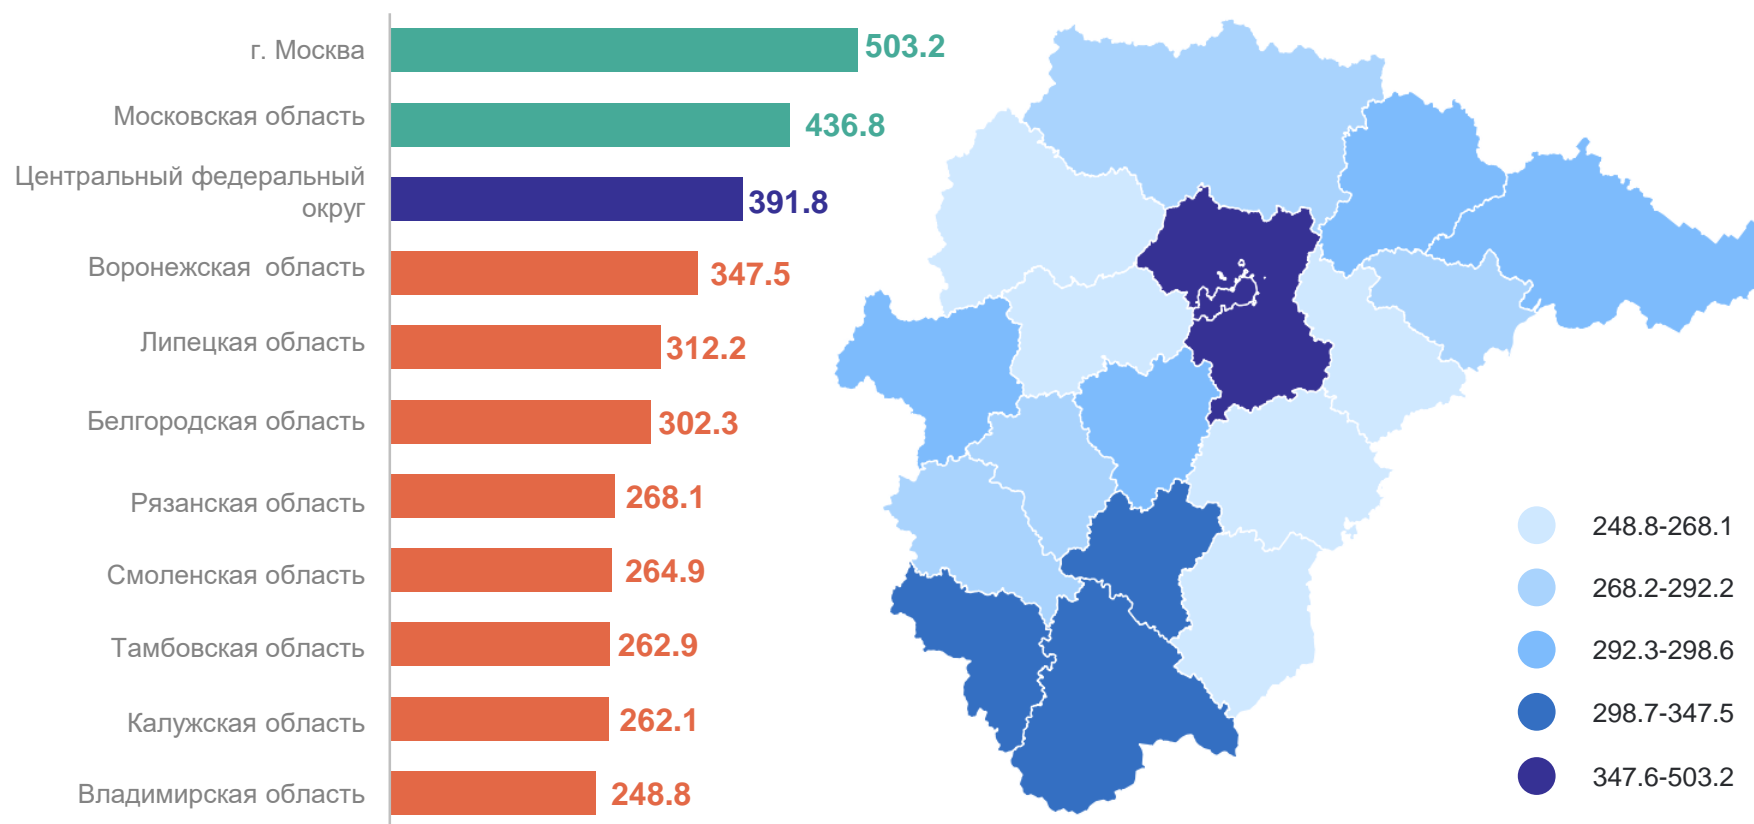 г. Москва
503.2
Московская область
436.8
Центральный федеральный
округ
391.8
Воронежская  область
347.5
Липецкая область
312.2
Белгородская область
302.3
Рязанская область
268.1
Смоленская область
264.9
Тамбовская область
262.9
Калужская область
262.1
Владимирская область
248.8
248.8-268.1
268.2-292.2
292.3-298.6
298.7-347.5
347.6-503.2